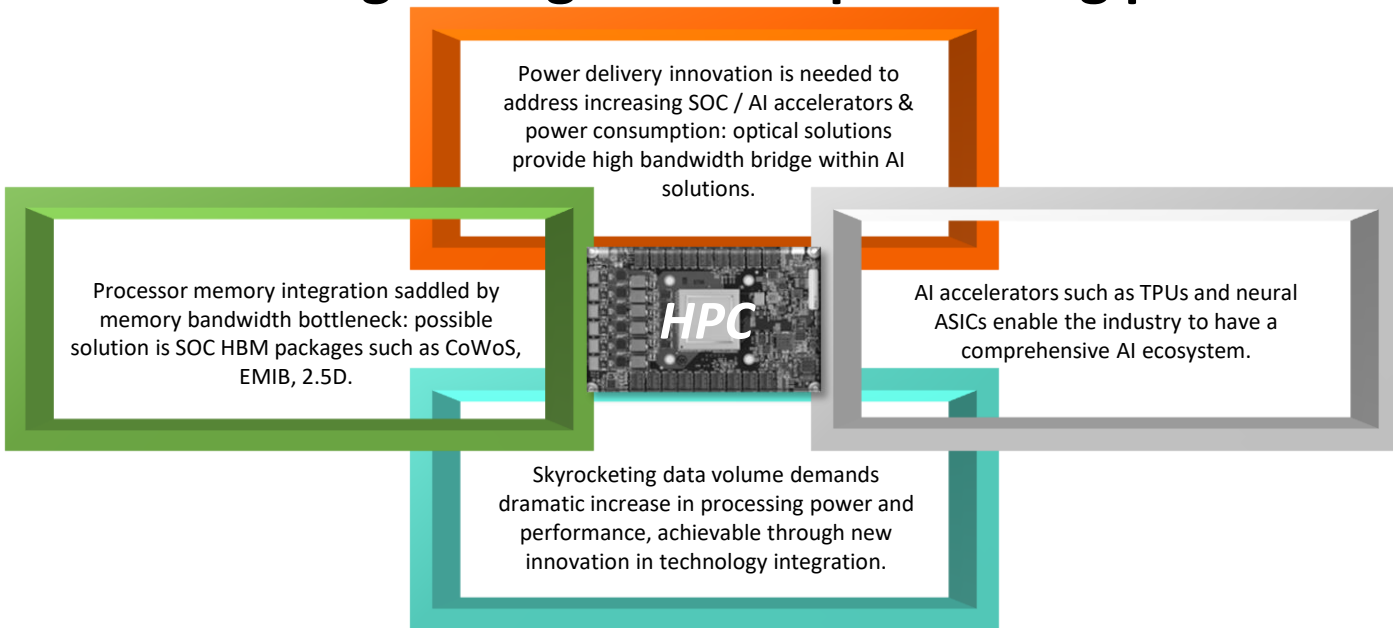 Power delivery innovation is needed to
address increasing SOC / AI accelerators &
power consumption: optical solutions
provide high bandwidth bridge within AI
solutions.
Processor memory integration saddled by
memory bandwidth bottleneck: possible
solution is SOC HBM packages such as CoWoS,
EMIB, 2.5D.
HPC
AI accelerators such as TPUs and neural
ASICs enable the industry to have a
comprehensive AI ecosystem.
Skyrocketing data volume demands
dramatic increase in processing power and
performance, achievable through new
innovation in technology integration.